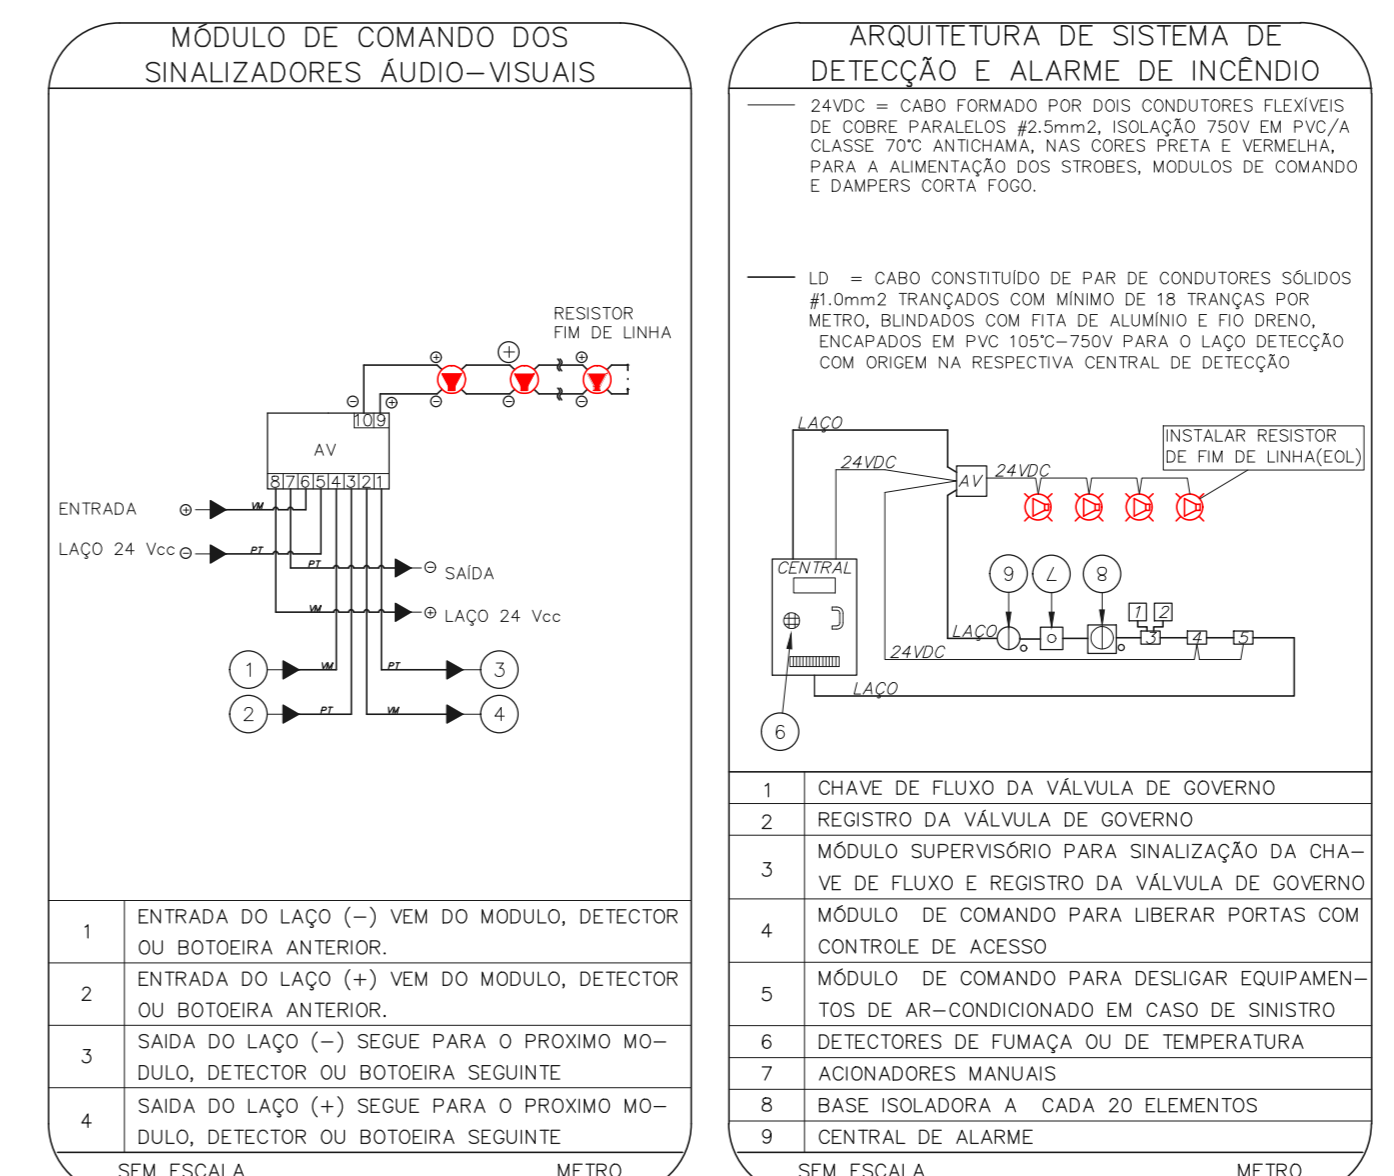 MÓDULO DE COMANDO DOS
SINALIZADORES ÁUDIO-VISUAIS
RESISTOR
FIM DE LINHA
+
+
+
-
-
-
-
+
10 9
AV
8 7 6 5 4 3 2 1
ENTRADA + VM
LAÇO 24 Vcc - PT
PT - SAÍDA
VM + LAÇO 24 Vcc
1 VM PT 3
2 PT VM 4
1 ENTRADA DO LAÇO (-) VEM DO MODULO, DETECTOR
OU BOTOEIRA ANTERIOR.
2 ENTRADA DO LAÇO (+) VEM DO MODULO, DETECTOR
OU BOTOEIRA ANTERIOR.
3 SAIDA DO LAÇO (-) SEGUE PARA O PROXIMO MO-
DULO, DETECTOR OU BOTOEIRA SEGUINTE
4 SAIDA DO LAÇO (+) SEGUE PARA O PROXIMO MO-
DULO, DETECTOR OU BOTOEIRA SEGUINTE
SEM ESCALA METRO
ARQUITETURA DE SISTEMA DE
DETECÇÃO E ALARME DE INCÊNDIO
24VDC = CABO FORMADO POR DOIS CONDUTORES FLEXÍVEIS
DE COBRE PARALELOS #2.5mm2, ISOLAÇÃO 750V EM PVC/A
CLASSE 70°C ANTICHAMA, NAS CORES PRETA E VERMELHA,
PARA A ALIMENTAÇÃO DOS STROBES, MODULOS DE COMANDO
E DAMPERS CORTA FOGO.
LD = CABO CONSTITUÍDO DE PAR DE CONDUTORES SÓLIDOS
#1.0mm2 TRANÇADOS COM MÍNIMO DE 18 TRANÇAS POR
METRO, BLINDADOS COM FITA DE ALUMÍNIO E FIO DRENO,
ENCAPADOS EM PVC 105°C-750V PARA O LAÇO DETECÇÃO
COM ORIGEM NA RESPECTIVA CENTRAL DE DETECÇÃO
LAÇO
INSTALAR RESISTOR
DE FIM DE LINHA(EOL)
24VDC
AV
24VDC
CENTRAL
9 7 8
1 2
LAÇO
3 4 5
24VDC
LAÇO
6
1 CHAVE DE FLUXO DA VÁLVULA DE GOVERNO
2 REGISTRO DA VÁLVULA DE GOVERNO
3 MÓDULO SUPERVISÓRIO PARA SINALIZAÇÃO DA CHA-
VE DE FLUXO E REGISTRO DA VÁLVULA DE GOVERNO
4 MÓDULO DE COMANDO PARA LIBERAR PORTAS COM
CONTROLE DE ACESSO
5 MÓDULO DE COMANDO PARA DESLIGAR EQUIPAMEN-
TOS DE AR-CONDICIONADO EM CASO DE SINISTRO
6 DETECTORES DE FUMAÇA OU DE TEMPERATURA
7 ACIONADORES MANUAIS
8 BASE ISOLADORA A CADA 20 ELEMENTOS
9 CENTRAL DE ALARME
SEM ESCALA METRO